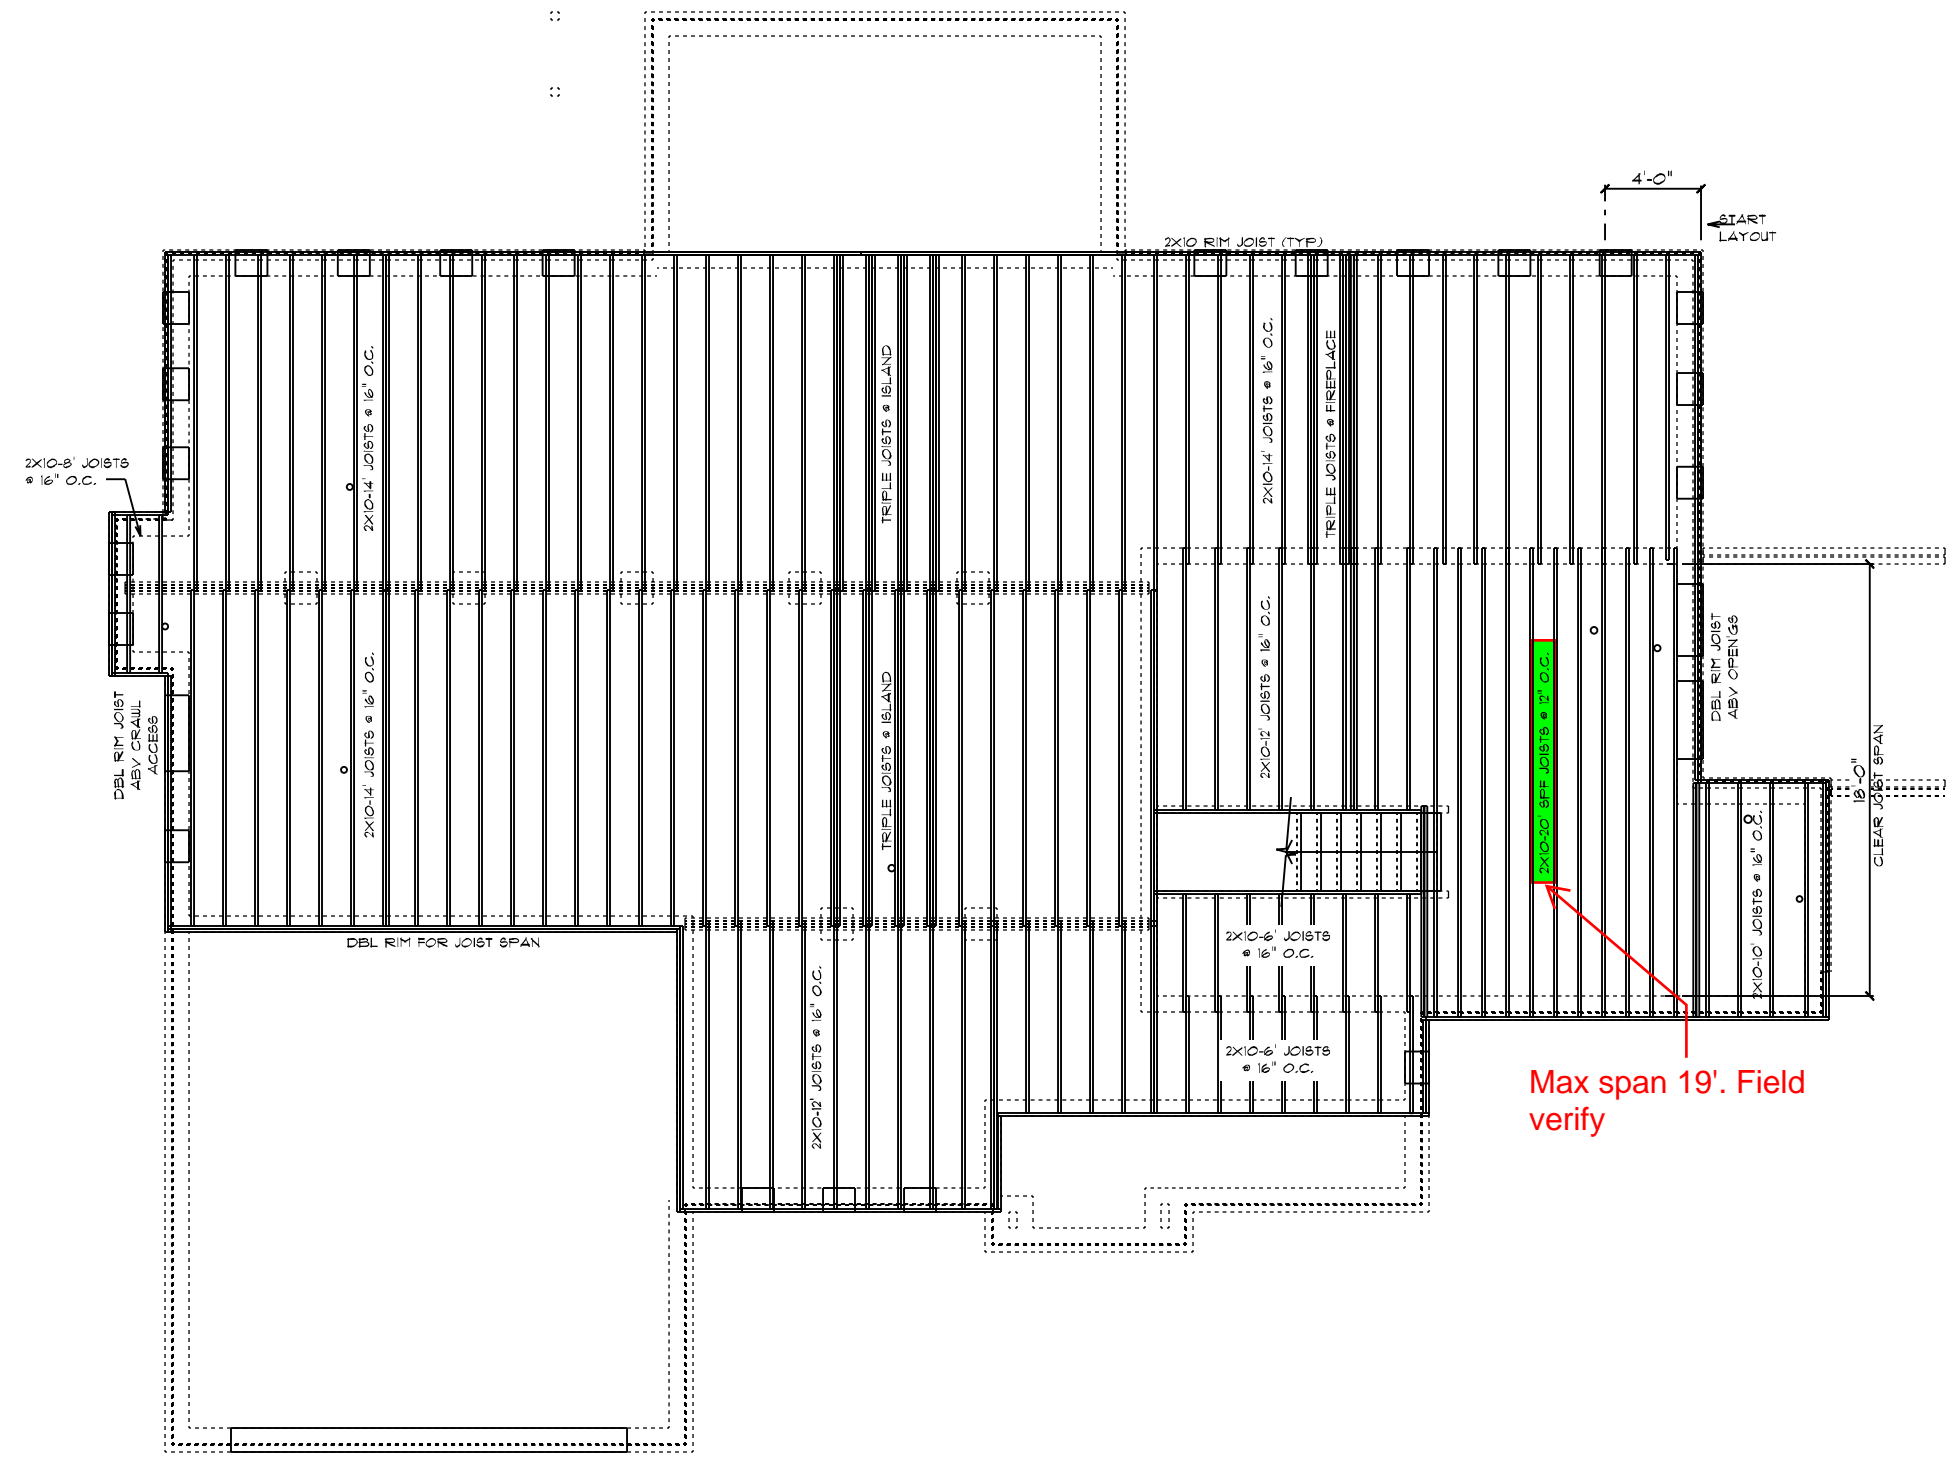 4'-0"
START
LAYOUT
2X10 RIM JOIST (TYP)
2X10-14' JOISTS @ 16" O.C.
TRIPLE JOISTS @ ISLAND
2X10-14' JOISTS @ 16" O.C.
TRIPLE JOISTS @ FIREPLACE
2X10-8' JOISTS
@ 16" O.C.
2X10-14' JOISTS @ 16" O.C.
TRIPLE JOISTS @ ISLAND
2X10-12' JOISTS @ 16" O.C.
2X10-20' SPF JOISTS @ 12" O.C.
DBL RIM JOIST
ABV OPEN'GS
DBL RIM JOIST
ABV CRAWL
ACCESS
18'-0"
CLEAR JOIST SPAN
2X10-10' JOISTS @ 16" O.C.
DBL RIM FOR JOIST SPAN
2X10-6' JOISTS
@ 16" O.C.
2X10-12' JOISTS @ 16" O.C.
2X10-6' JOISTS
@ 16" O.C.
Max span 19'. Field
verify